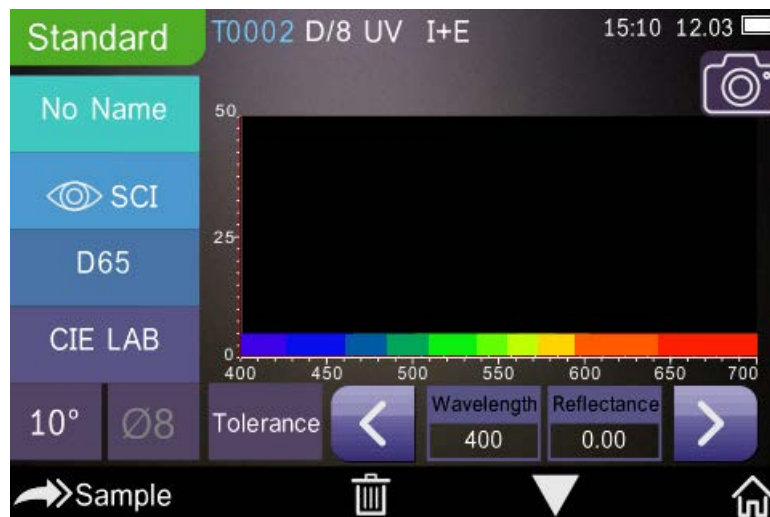 Standard
T0002 D/8 UV I+E
15:10 12.03
No Name
SCI
D65
CIE LAB
10° Ø8
50
25
0
400 450 500 550 600 650 700
Tolerance
Wavelength
400
Reflectance
0.00
Sample